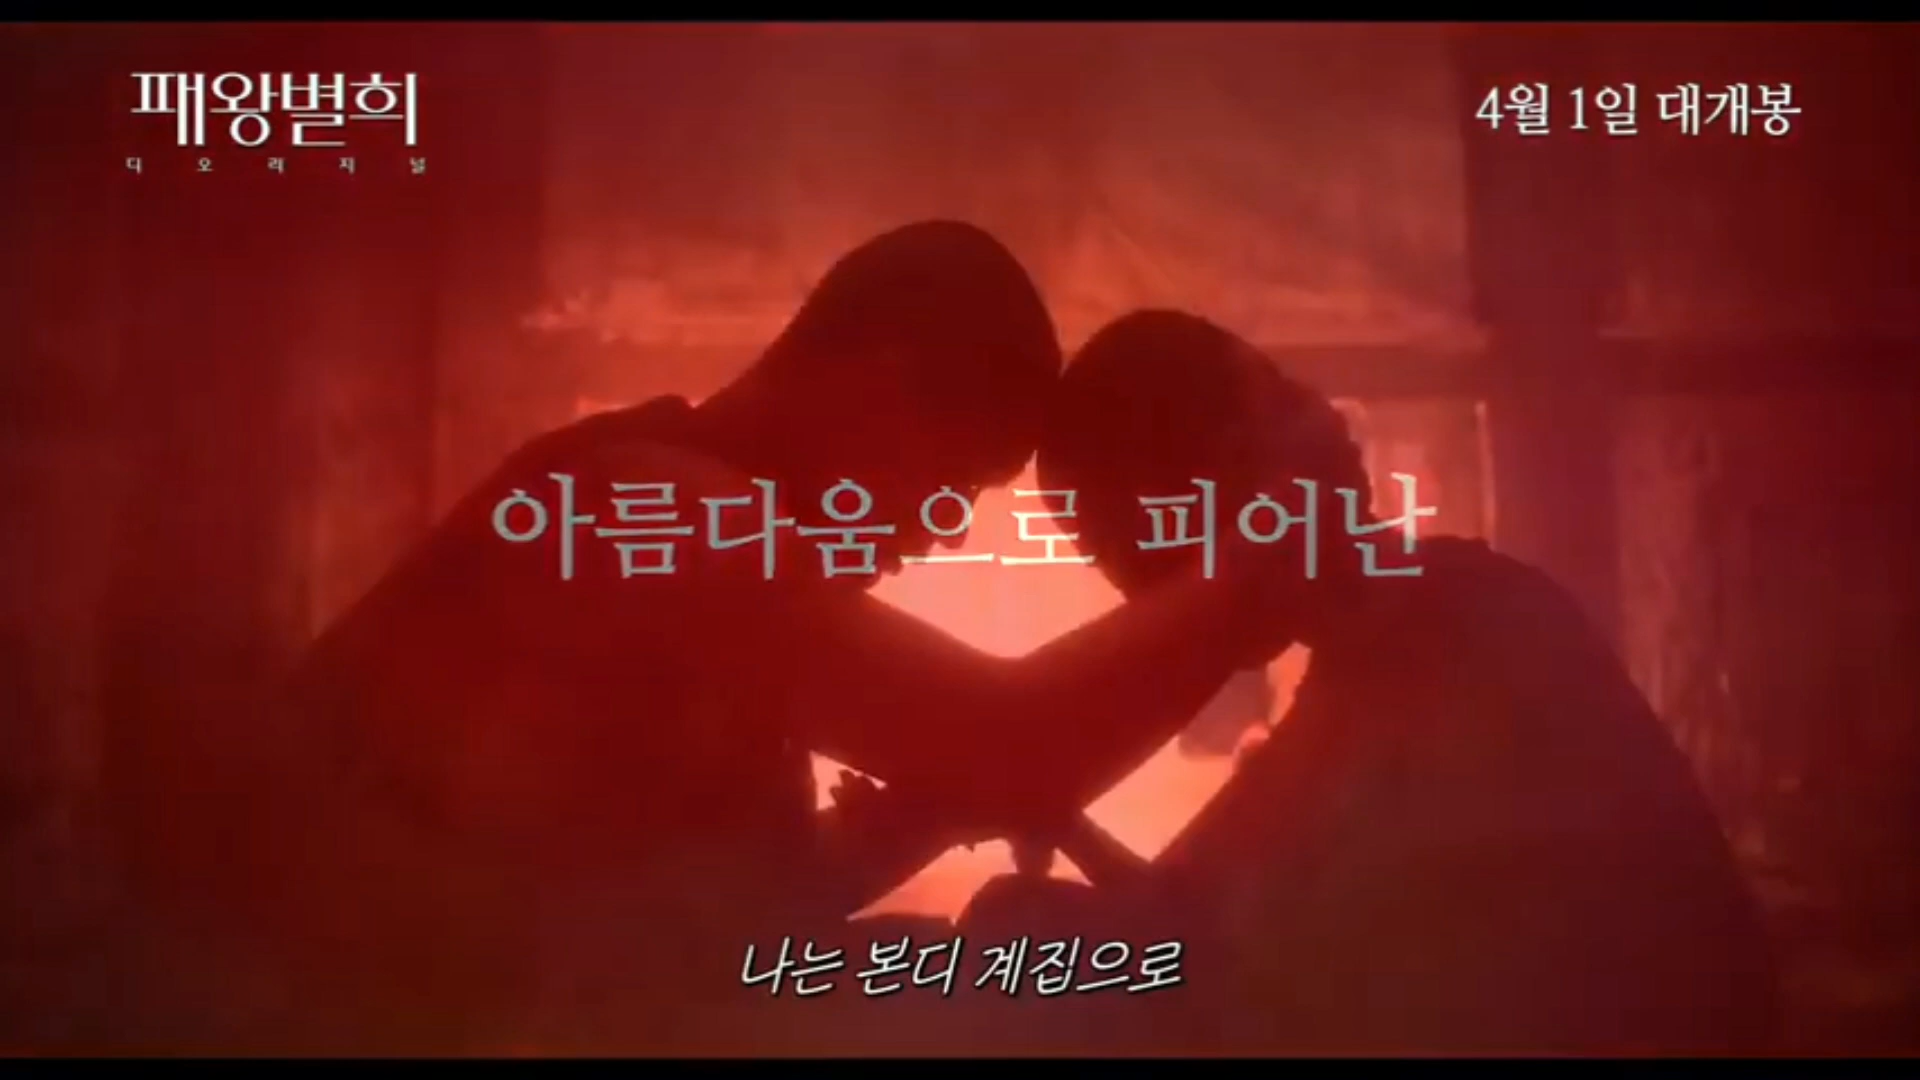 패왕별희
디오리지널
4월 1일 대개봉
아름다움으로 피어난
나는 본디 계집으로